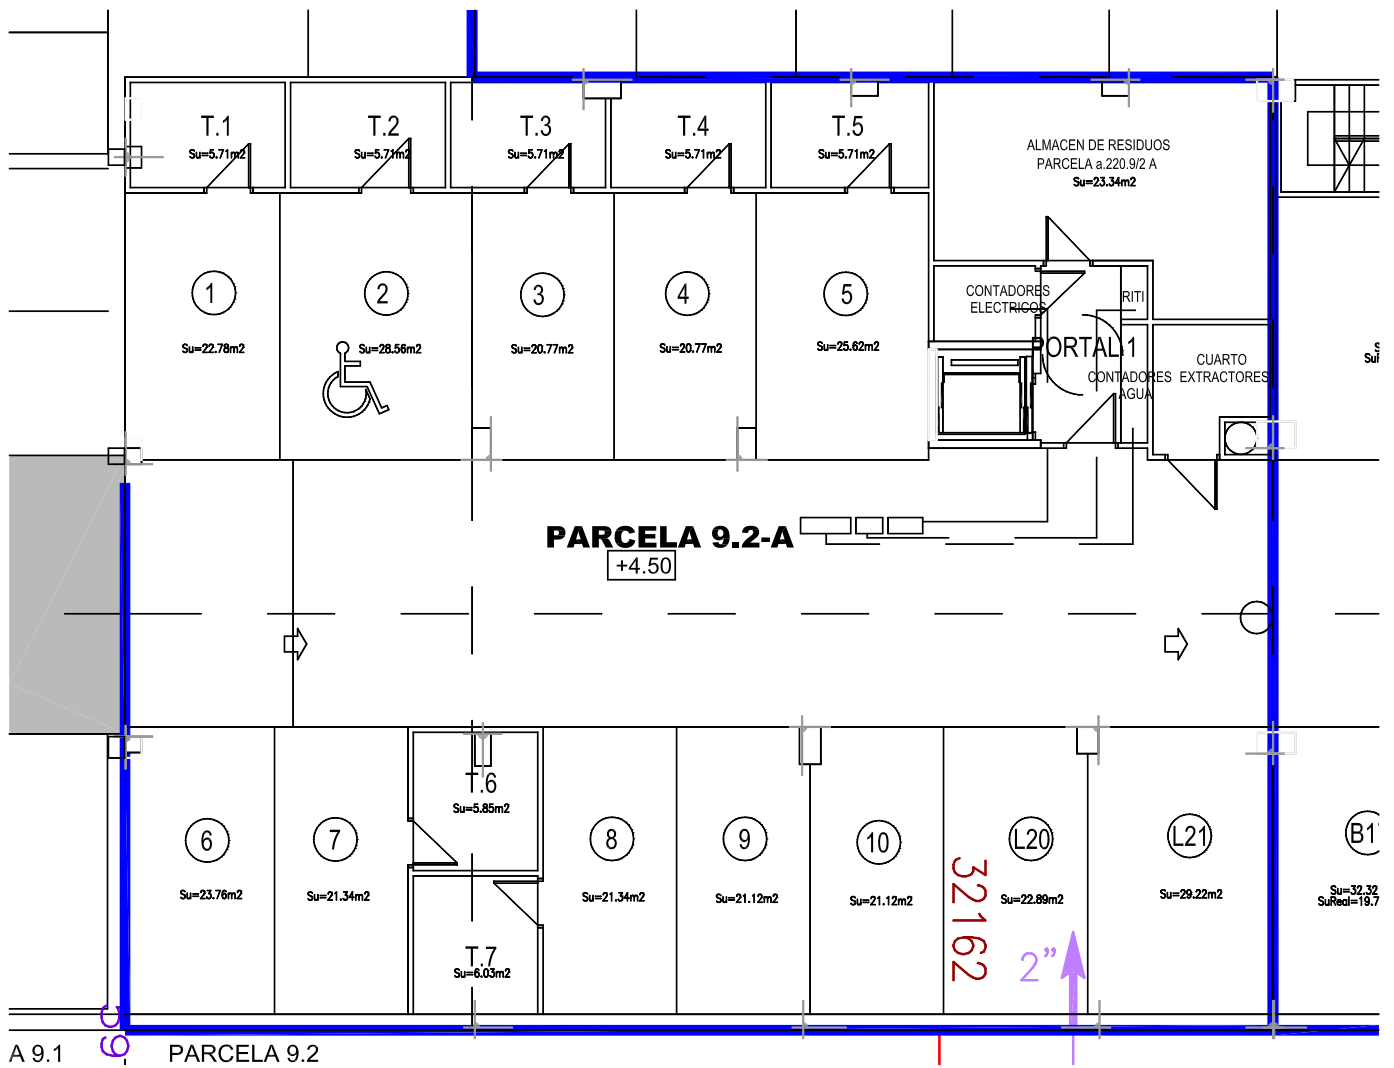 T.1
Su=5.71m2
T.2
Su=5.71m2
T.3
Su=5.71m2
T.4
Su=5.71m2
T.5
Su=5.71m2
ALMACEN DE RESIDUOS
PARCELA a.220.9/2 A
Su=23.34m2
1
Su=22.78m2
2
Su=28.56m2
3
Su=20.77m2
4
Su=20.77m2
5
Su=25.62m2
CONTADORES
ELECTRICOS
RITI
PORTAL 1
CONTADORES
AGUA
CUARTO
EXTRACTORES
PARCELA 9.2-A
+4.50
6
Su=23.76m2
7
Su=21.34m2
T.6
Su=5.85m2
T.7
Su=6.03m2
8
Su=21.34m2
9
Su=21.12m2
10
Su=21.12m2
L20
Su=22.89m2
L21
Su=29.22m2
Su=32.32
SuReal=19.7
32162
2"
A 9.1
PARCELA 9.2